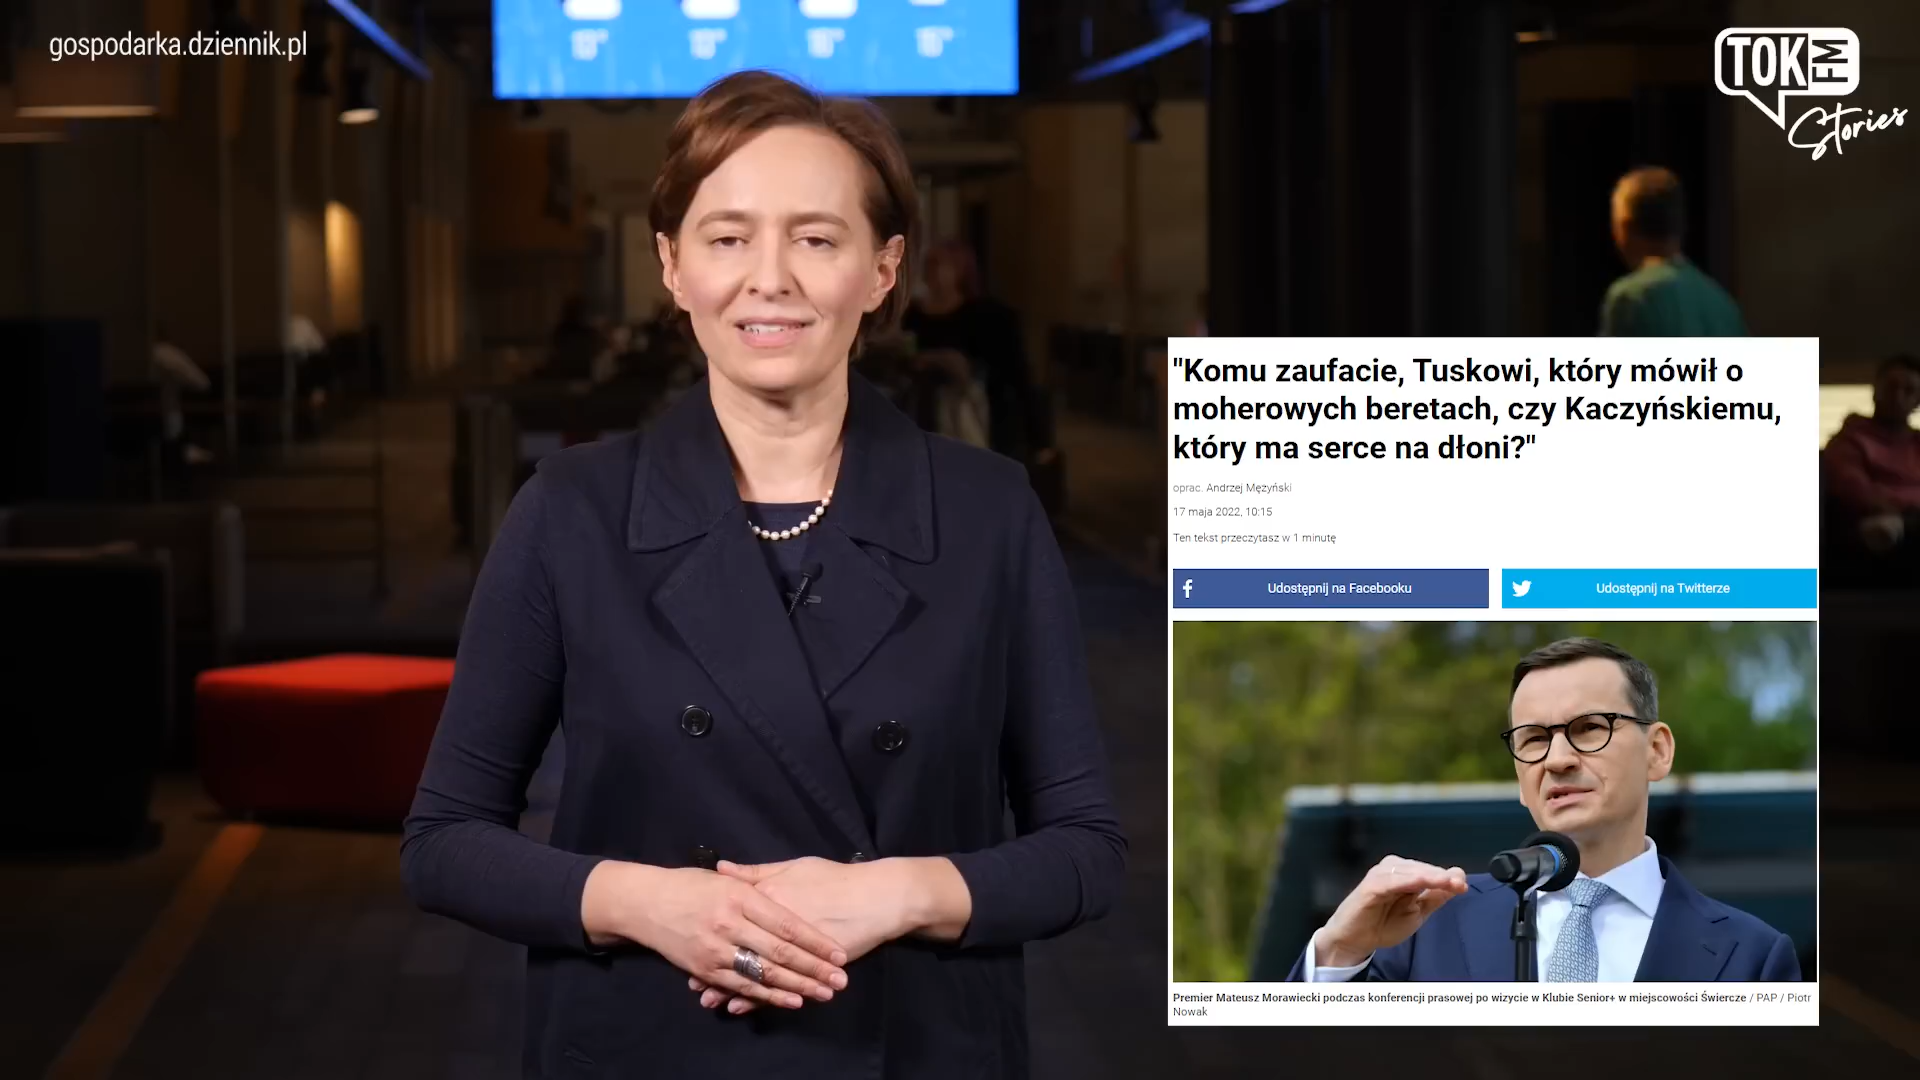 gospodarka.dziennik.pl
TOK FM
Stories
"Komu zaufacie, Tuskowi, który mówił o
moherowych beretach, czy Kaczyńskiemu,
który ma serce na dłoni?"
oprac. Andrzej Mężyński
17 maja 2022, 10:15
Ten tekst przeczytasz w 1 minutę
Udostępnij na Facebooku
Udostępnij na Twitterze
Premier Mateusz Morawiecki podczas konferencji prasowej po wizycie w Klubie Senior+ w miejscowości Świercze / PAP / Piotr
Nowak